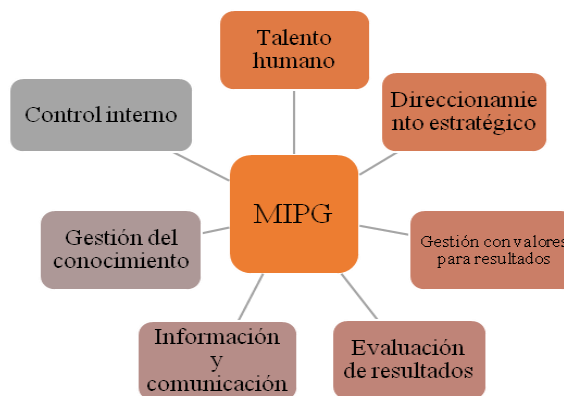 Talento
humano
Direccionamie
nto estratégico
Gestión con valores
para resultados
Evaluación
de resultados
Información
y
comunicación
Gestión del
conocimiento
Control interno
MIPG